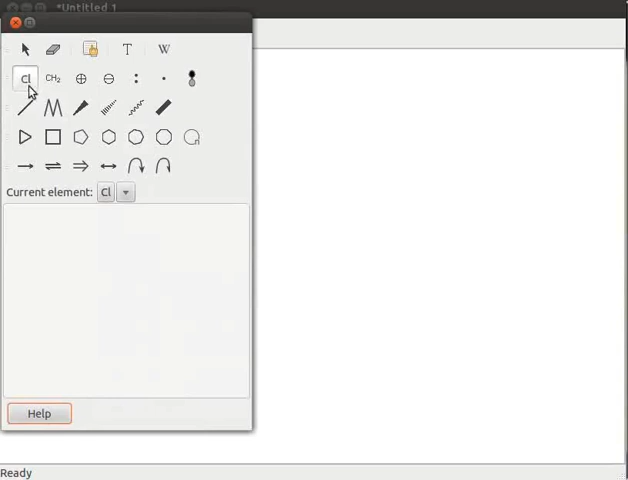 *Untitled 1
T W
Cl CH₂
n
Current element: Cl
Help
Ready